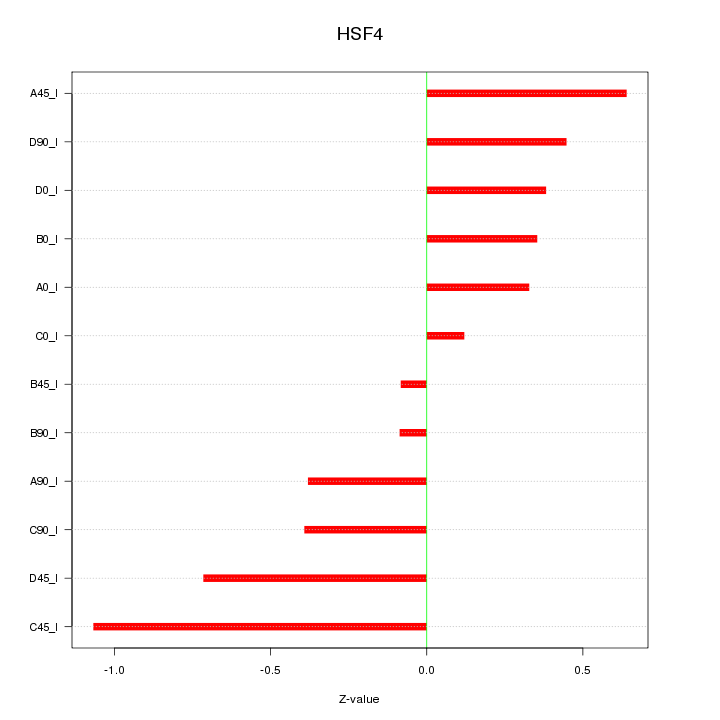 HSF4
A45_I
D90_I
D0_I
B0_I
A0_I
C0_I
B45_I
B90_I
A90_I
C90_I
D45_I
C45_I
-1.0 -0.5 0.0 0.5
Z-value